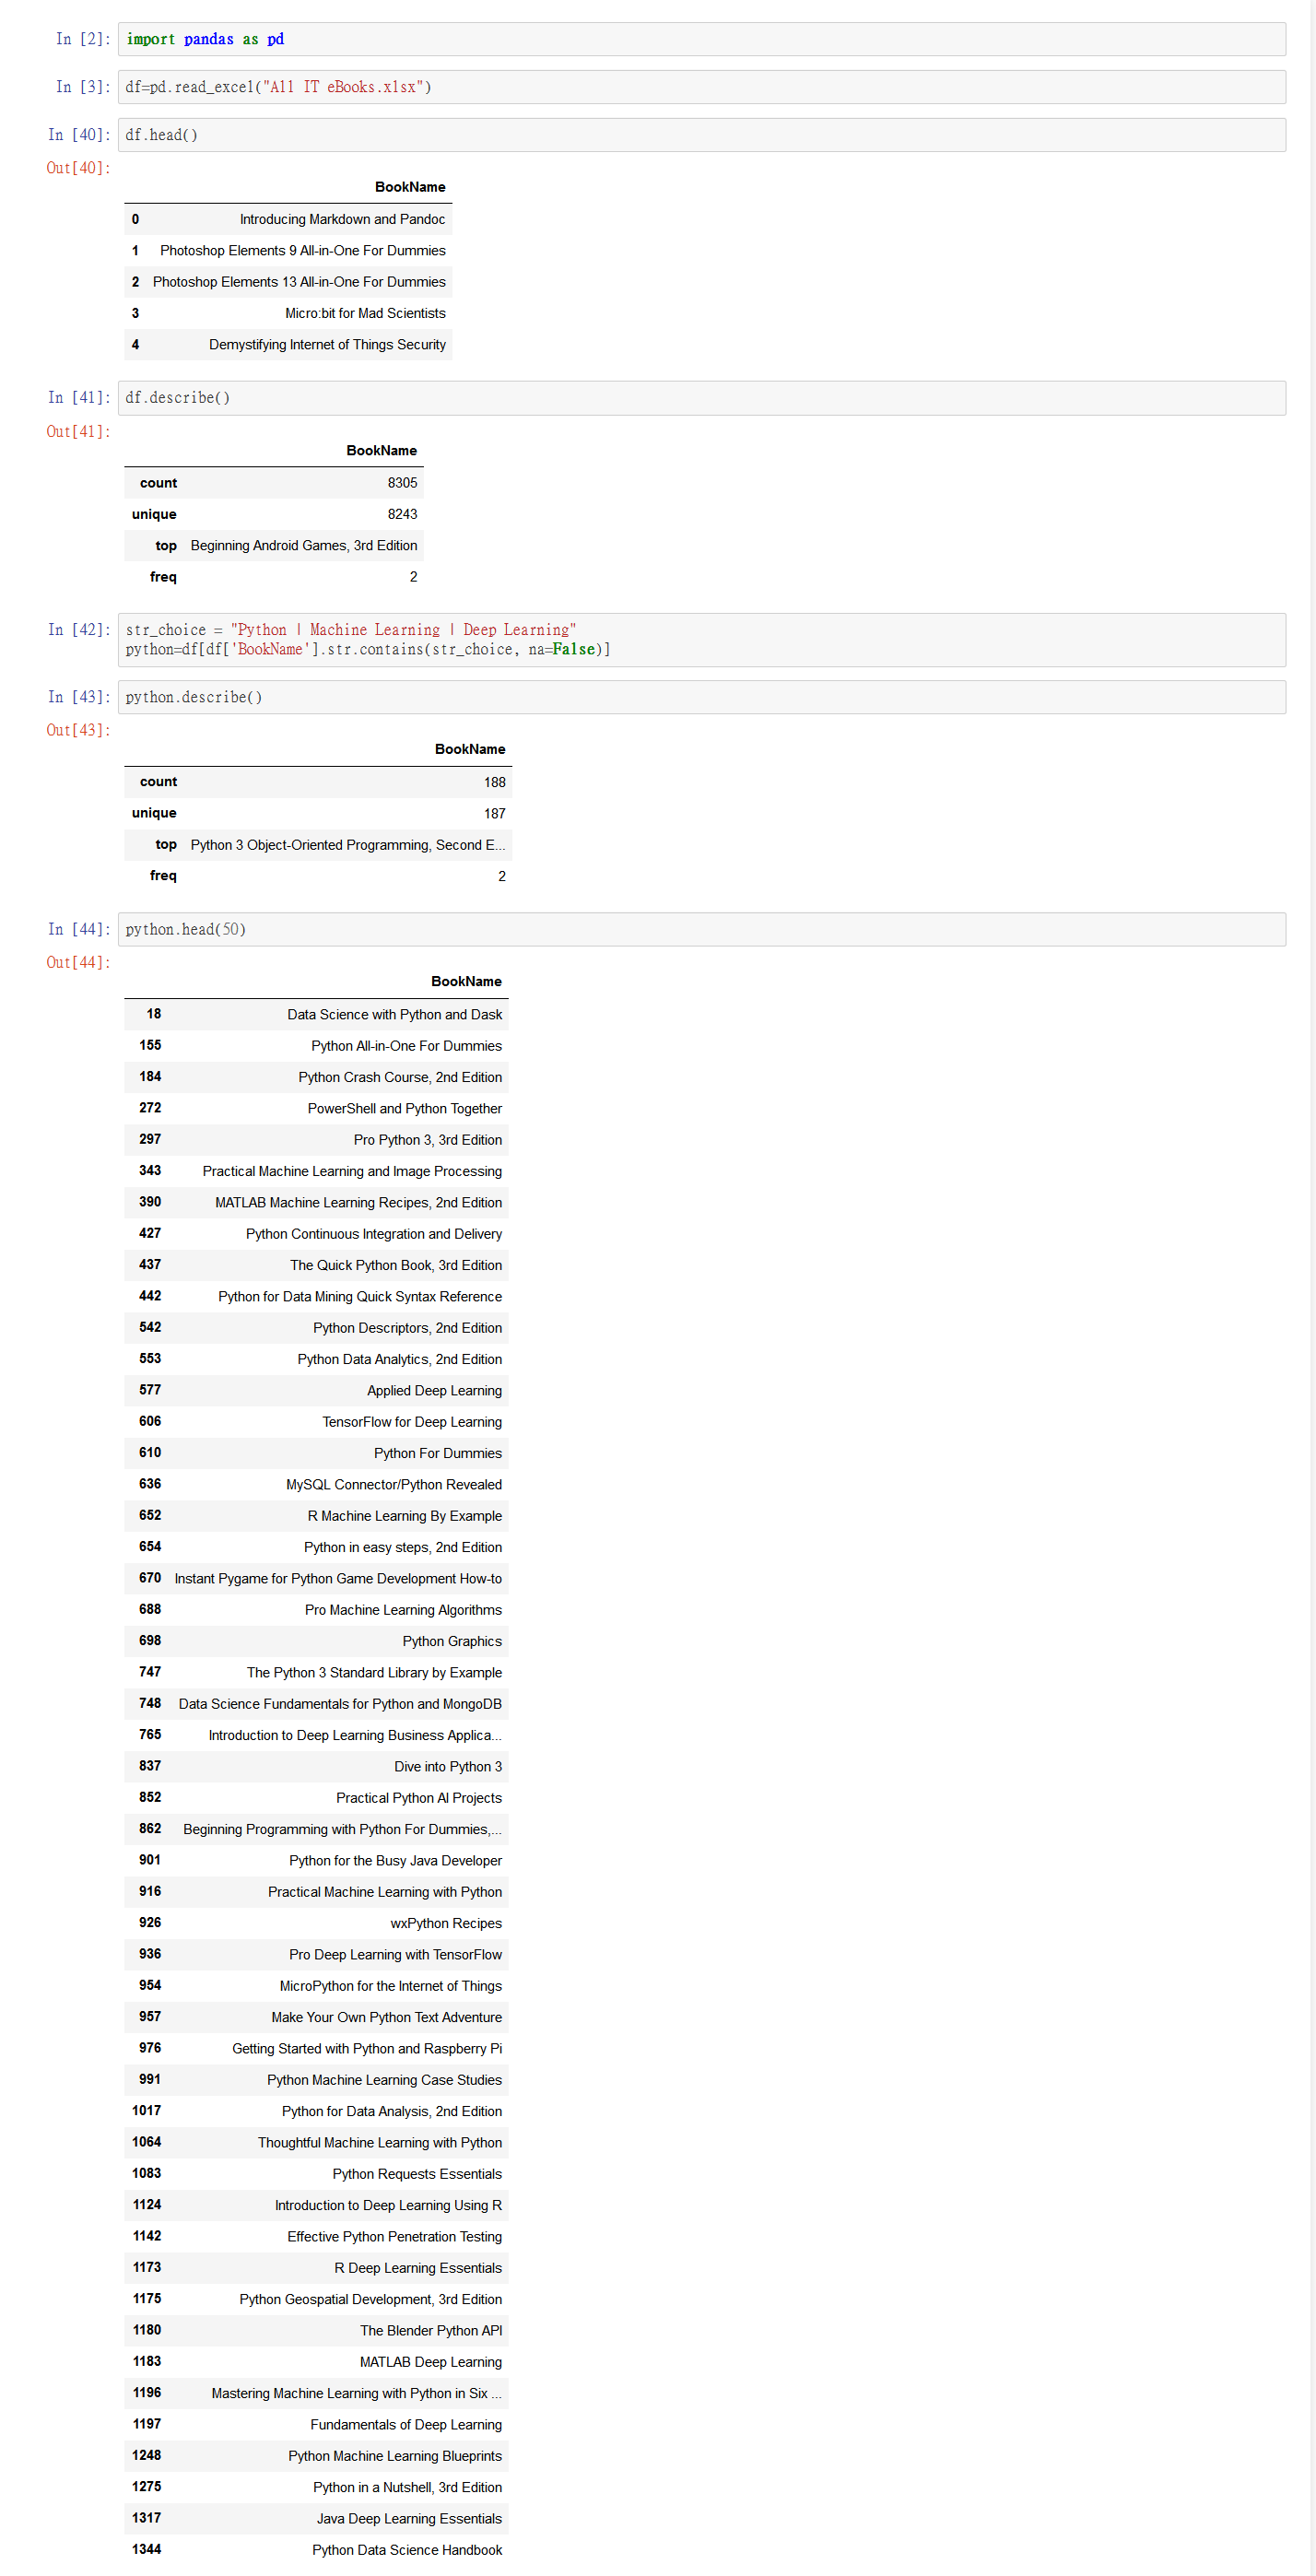 In [2]: import pandas as pd
In [3]: df=pd.read_excel("All IT eBooks.xlsx")
In [40]: df.head()
Out[40]:
BookName
0 Introducing Markdown and Pandoc
1 Photoshop Elements 9 All-in-One For Dummies
2 Photoshop Elements 13 All-in-One For Dummies
3 Micro:bit for Mad Scientists
4 Demystifying Internet of Things Security
In [41]: df.describe()
Out[41]:
BookName
count 8305
unique 8243
top Beginning Android Games, 3rd Edition
freq 2
In [42]: str_choice = "Python | Machine Learning | Deep Learning"
python=df[df['BookName'].str.contains(str_choice, na=False)]
In [43]: python.describe()
Out[43]:
BookName
count 188
unique 187
top Python 3 Object-Oriented Programming, Second E...
freq 2
In [44]: python.head(50)
Out[44]:
BookName
18 Data Science with Python and Dask
155 Python All-in-One For Dummies
184 Python Crash Course, 2nd Edition
272 PowerShell and Python Together
297 Pro Python 3, 3rd Edition
343 Practical Machine Learning and Image Processing
390 MATLAB Machine Learning Recipes, 2nd Edition
427 Python Continuous Integration and Delivery
437 The Quick Python Book, 3rd Edition
442 Python for Data Mining Quick Syntax Reference
542 Python Descriptors, 2nd Edition
553 Python Data Analytics, 2nd Edition
577 Applied Deep Learning
606 TensorFlow for Deep Learning
610 Python For Dummies
636 MySQL Connector/Python Revealed
652 R Machine Learning By Example
654 Python in easy steps, 2nd Edition
670 Instant Pygame for Python Game Development How-to
688 Pro Machine Learning Algorithms
698 Python Graphics
747 The Python 3 Standard Library by Example
748 Data Science Fundamentals for Python and MongoDB
765 Introduction to Deep Learning Business Applica...
837 Dive into Python 3
852 Practical Python AI Projects
862 Beginning Programming with Python For Dummies,...
901 Python for the Busy Java Developer
916 Practical Machine Learning with Python
926 wxPython Recipes
936 Pro Deep Learning with TensorFlow
954 MicroPython for the Internet of Things
957 Make Your Own Python Text Adventure
976 Getting Started with Python and Raspberry Pi
991 Python Machine Learning Case Studies
1017 Python for Data Analysis, 2nd Edition
1064 Thoughtful Machine Learning with Python
1083 Python Requests Essentials
1124 Introduction to Deep Learning Using R
1142 Effective Python Penetration Testing
1173 R Deep Learning Essentials
1175 Python Geospatial Development, 3rd Edition
1180 The Blender Python API
1183 MATLAB Deep Learning
1196 Mastering Machine Learning with Python in Six ...
1197 Fundamentals of Deep Learning
1248 Python Machine Learning Blueprints
1275 Python in a Nutshell, 3rd Edition
1317 Java Deep Learning Essentials
1344 Python Data Science Handbook